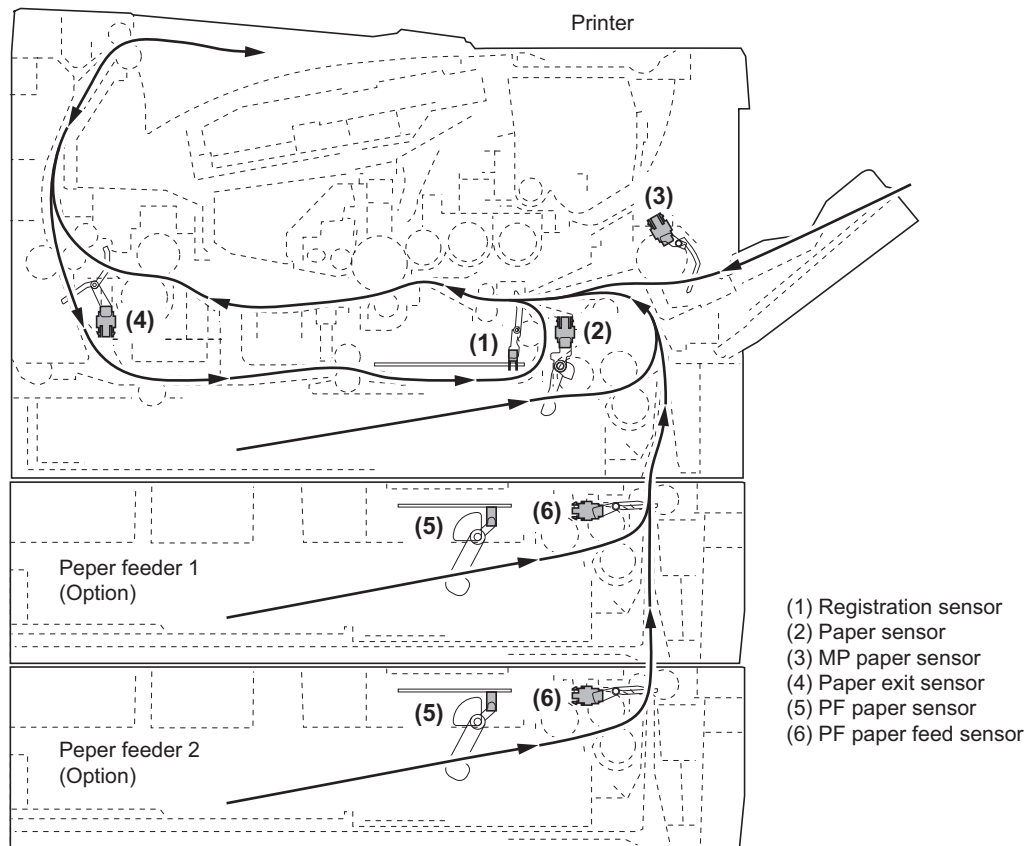 Printer
(3)
(4)
(1)
(2)
(5)
(6)
Peper feeder 1
(Option)
(5)
(6)
Peper feeder 2
(Option)
(1) Registration sensor
(2) Paper sensor
(3) MP paper sensor
(4) Paper exit sensor
(5) PF paper sensor
(6) PF paper feed sensor